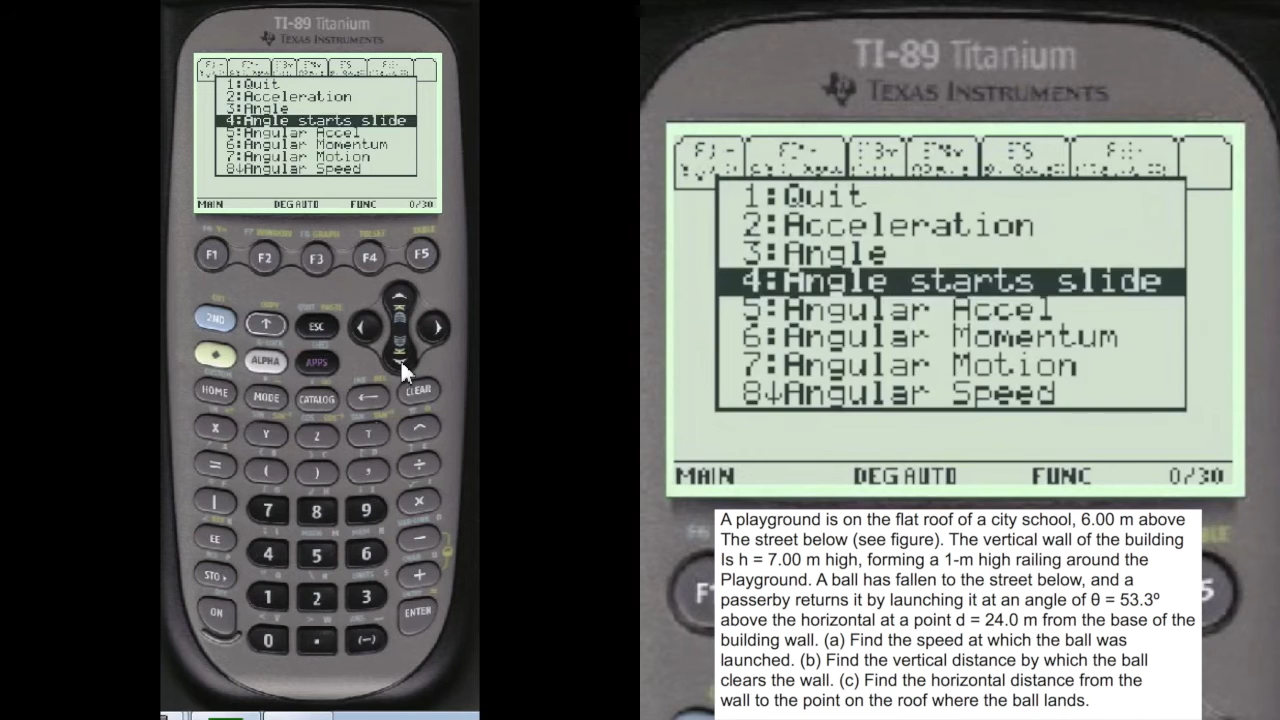 TI-89 Titanium
TEXAS INSTRUMENTS
1:Quit
2:Acceleration
3:Angle
4:Angle starts slide
5:Angular Accel
6:Angular Momentum
7:Angular Motion
8↓Angular Speed
MAIN DEG AUTO FUNC 0/30
F1 F2 F3 F4 F5
2ND ↑ ESC
◆ ALPHA APPS
HOME MODE CATALOG ← CLEAR
X Y Z T ^
= ( ) , ÷
| 7 8 9 ×
EE 4 5 6 −
STO▸ 1 2 3 +
ON 0 . (−) ENTER
TI-89 Titanium
TEXAS INSTRUMENTS
1:Quit
2:Acceleration
3:Angle
4:Angle starts slide
5:Angular Accel
6:Angular Momentum
7:Angular Motion
8↓Angular Speed
MAIN DEG AUTO FUNC 0/30
A playground is on the flat roof of a city school, 6.00 m above
The street below (see figure). The vertical wall of the building
Is h = 7.00 m high, forming a 1-m high railing around the
Playground. A ball has fallen to the street below, and a
passerby returns it by launching it at an angle of θ = 53.3º
above the horizontal at a point d = 24.0 m from the base of the
building wall. (a) Find the speed at which the ball was
launched. (b) Find the vertical distance by which the ball
clears the wall. (c) Find the horizontal distance from the
wall to the point on the roof where the ball lands.